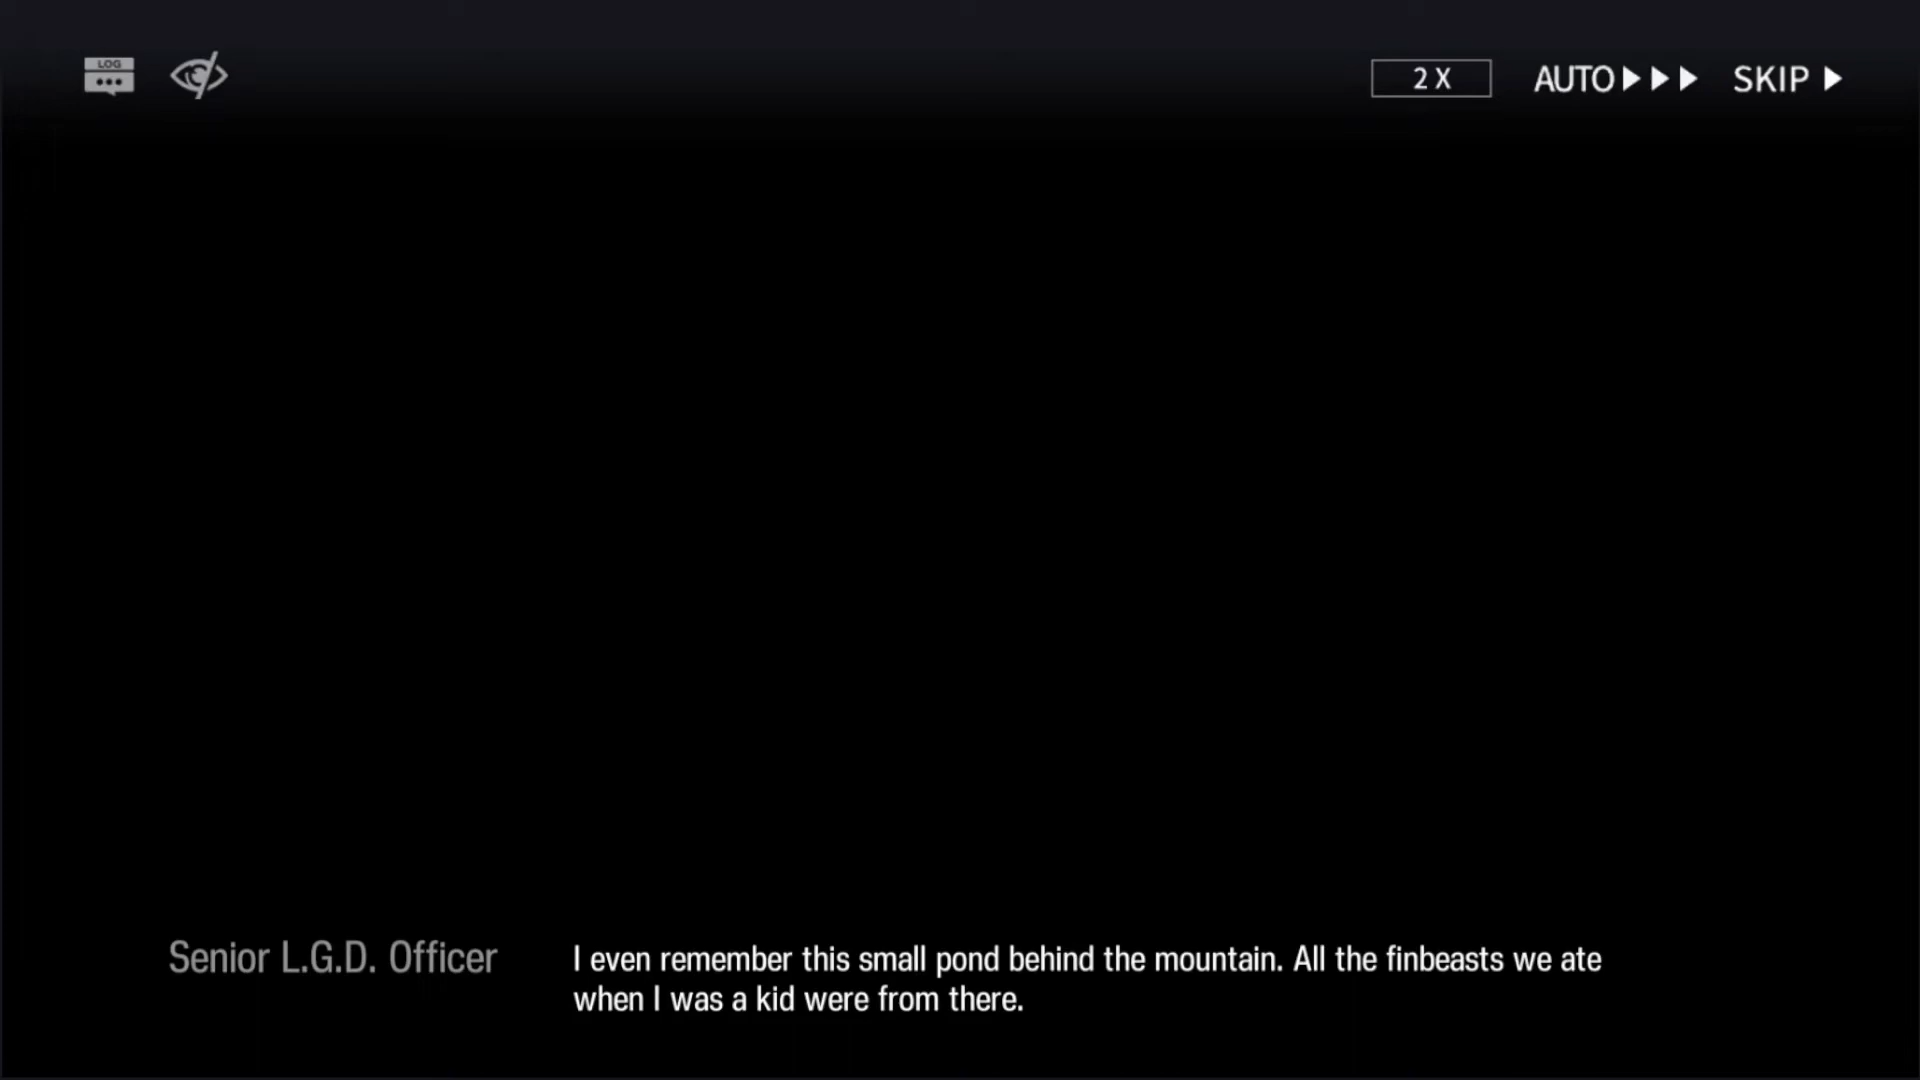 LOG
2 X
AUTO
SKIP
Senior L.G.D. Officer
I even remember this small pond behind the mountain. All the finbeasts we ate
when I was a kid were from there.